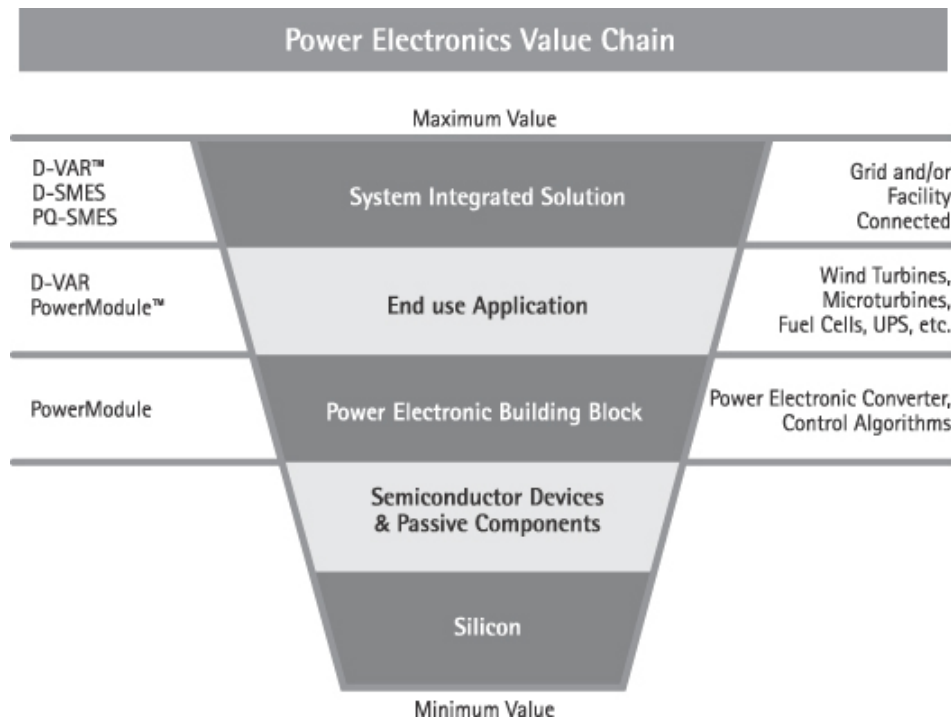 Power Electronics Value Chain
Maximum Value
D-VAR™
D-SMES
PQ-SMES
System Integrated Solution
Grid and/or
Facility
Connected
D-VAR
PowerModule™
End use Application
Wind Turbines,
Microturbines,
Fuel Cells, UPS, etc.
PowerModule
Power Electronic Building Block
Power Electronic Converter,
Control Algorithms
Semiconductor Devices
& Passive Components
Silicon
Minimum Value